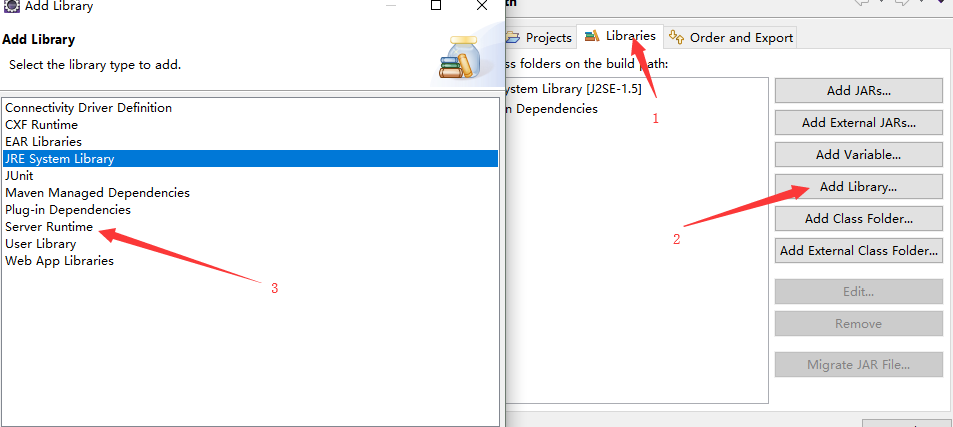 Add Library
Add Library
Select the library type to add.
Connectivity Driver Definition
CXF Runtime
EAR Libraries
JRE System Library
JUnit
Maven Managed Dependencies
Plug-in Dependencies
Server Runtime
User Library
Web App Libraries
3
Projects
Libraries
Order and Export
ss folders on the build path:
ystem Library [J2SE-1.5]
n Dependencies
1
2
Add JARs...
Add External JARs...
Add Variable...
Add Library...
Add Class Folder...
Add External Class Folder...
Edit...
Remove
Migrate JAR File...